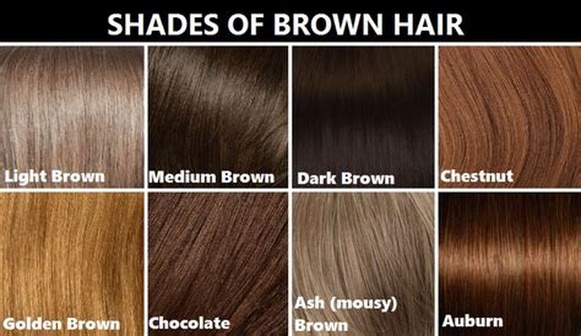 SHADES OF BROWN HAIR
Light Brown
Medium Brown
Dark Brown
Chestnut
Golden Brown
Chocolate
Ash (mousy)
Brown
Auburn